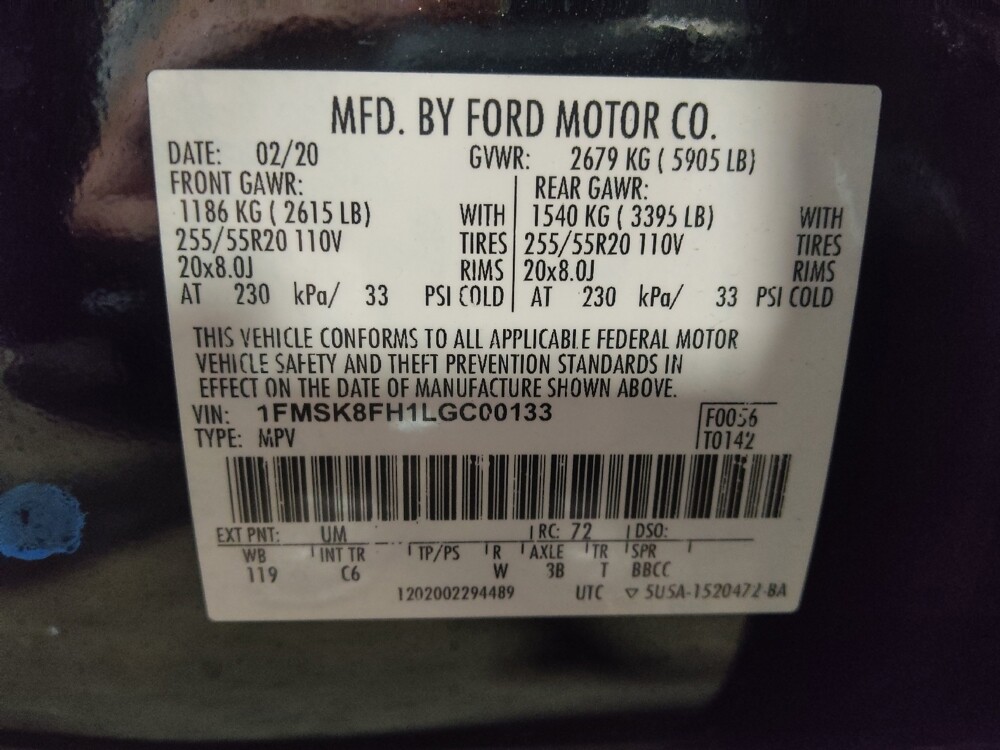 MFD. BY FORD MOTOR CO.
DATE: 02/20 GVWR: 2679 KG ( 5905 LB)
FRONT GAWR: REAR GAWR:
1186 KG ( 2615 LB) WITH 1540 KG ( 3395 LB) WITH
255/55R20 110V TIRES 255/55R20 110V TIRES
20x8.0J RIMS 20x8.0J RIMS
AT 230 kPa/ 33 PSI COLD AT 230 kPa/ 33 PSI COLD
THIS VEHICLE CONFORMS TO ALL APPLICABLE FEDERAL MOTOR
VEHICLE SAFETY AND THEFT PREVENTION STANDARDS IN
EFFECT ON THE DATE OF MANUFACTURE SHOWN ABOVE.
VIN: 1FMSK8FH1LGC00133 F0056
TYPE: MPV T0142
EXT PNT: UM RC: 72 DSO:
WB INT TR TP/PS R AXLE TR SPR
119 C6 W 3B T BBCC
1202002294489 UTC ▽ 5USA-1520472-BA